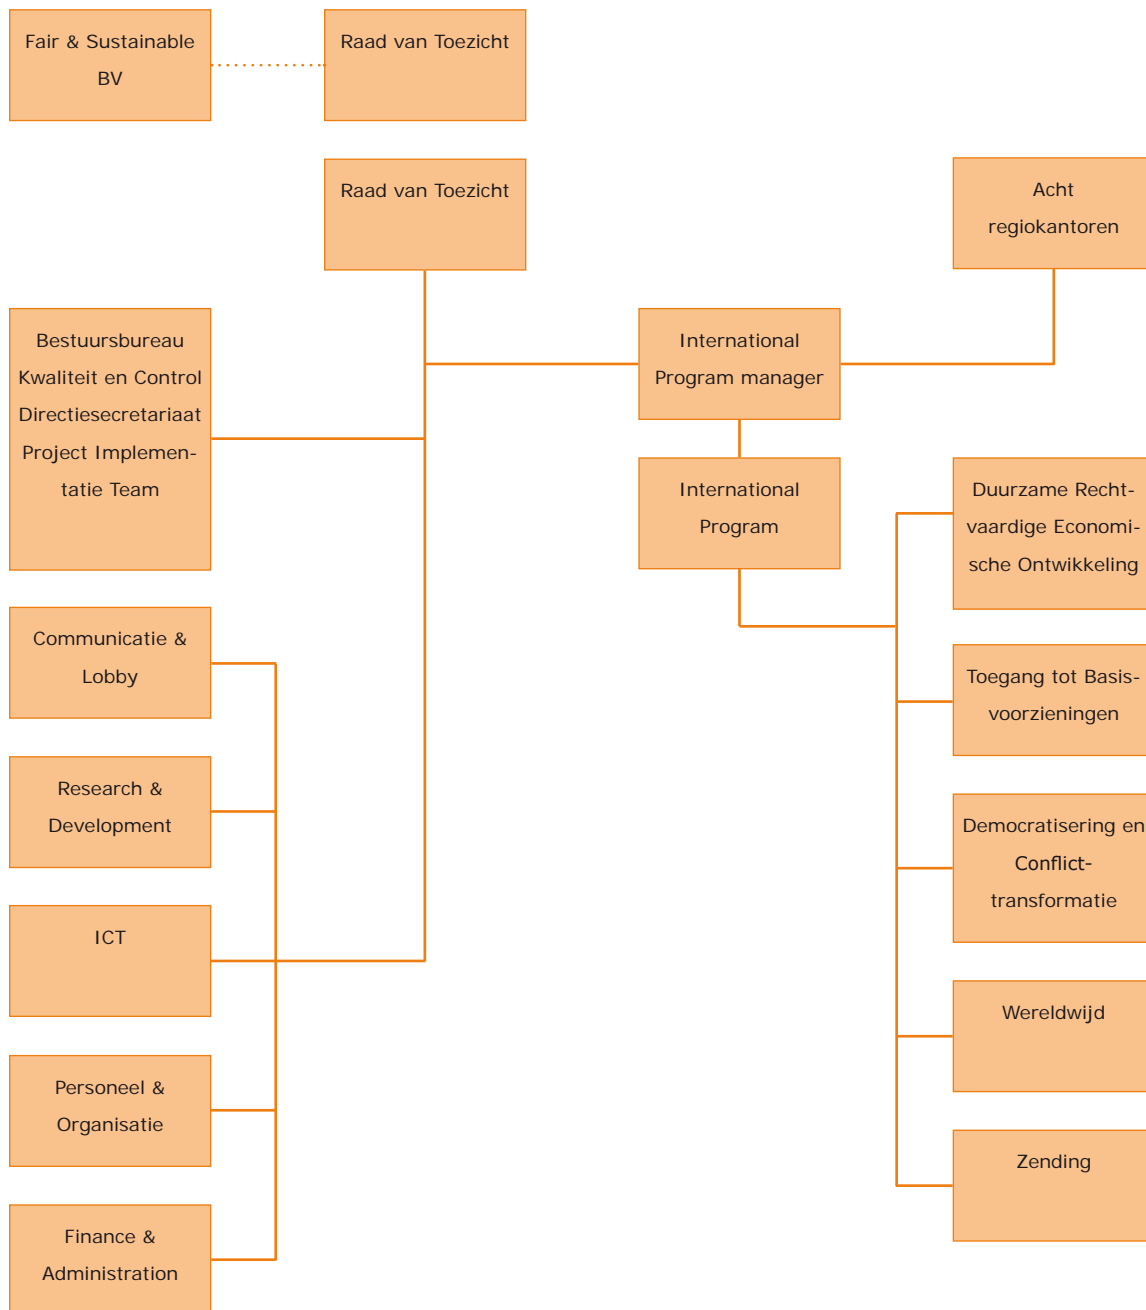 Fair & Sustainable
BV
Raad van Toezicht
Raad van Toezicht
Acht
regiokantoren
Bestuursbureau
Kwaliteit en Control
Directiesecretariaat
Project Implemen-
tatie Team
International
Program manager
International
Program
Duurzame Recht-
vaardige Economi-
sche Ontwikkeling
Communicatie &
Lobby
Toegang tot Basis-
voorzieningen
Research &
Development
Democratisering en
Conflict-
transformatie
ICT
Wereldwijd
Personeel &
Organisatie
Zending
Finance &
Administration